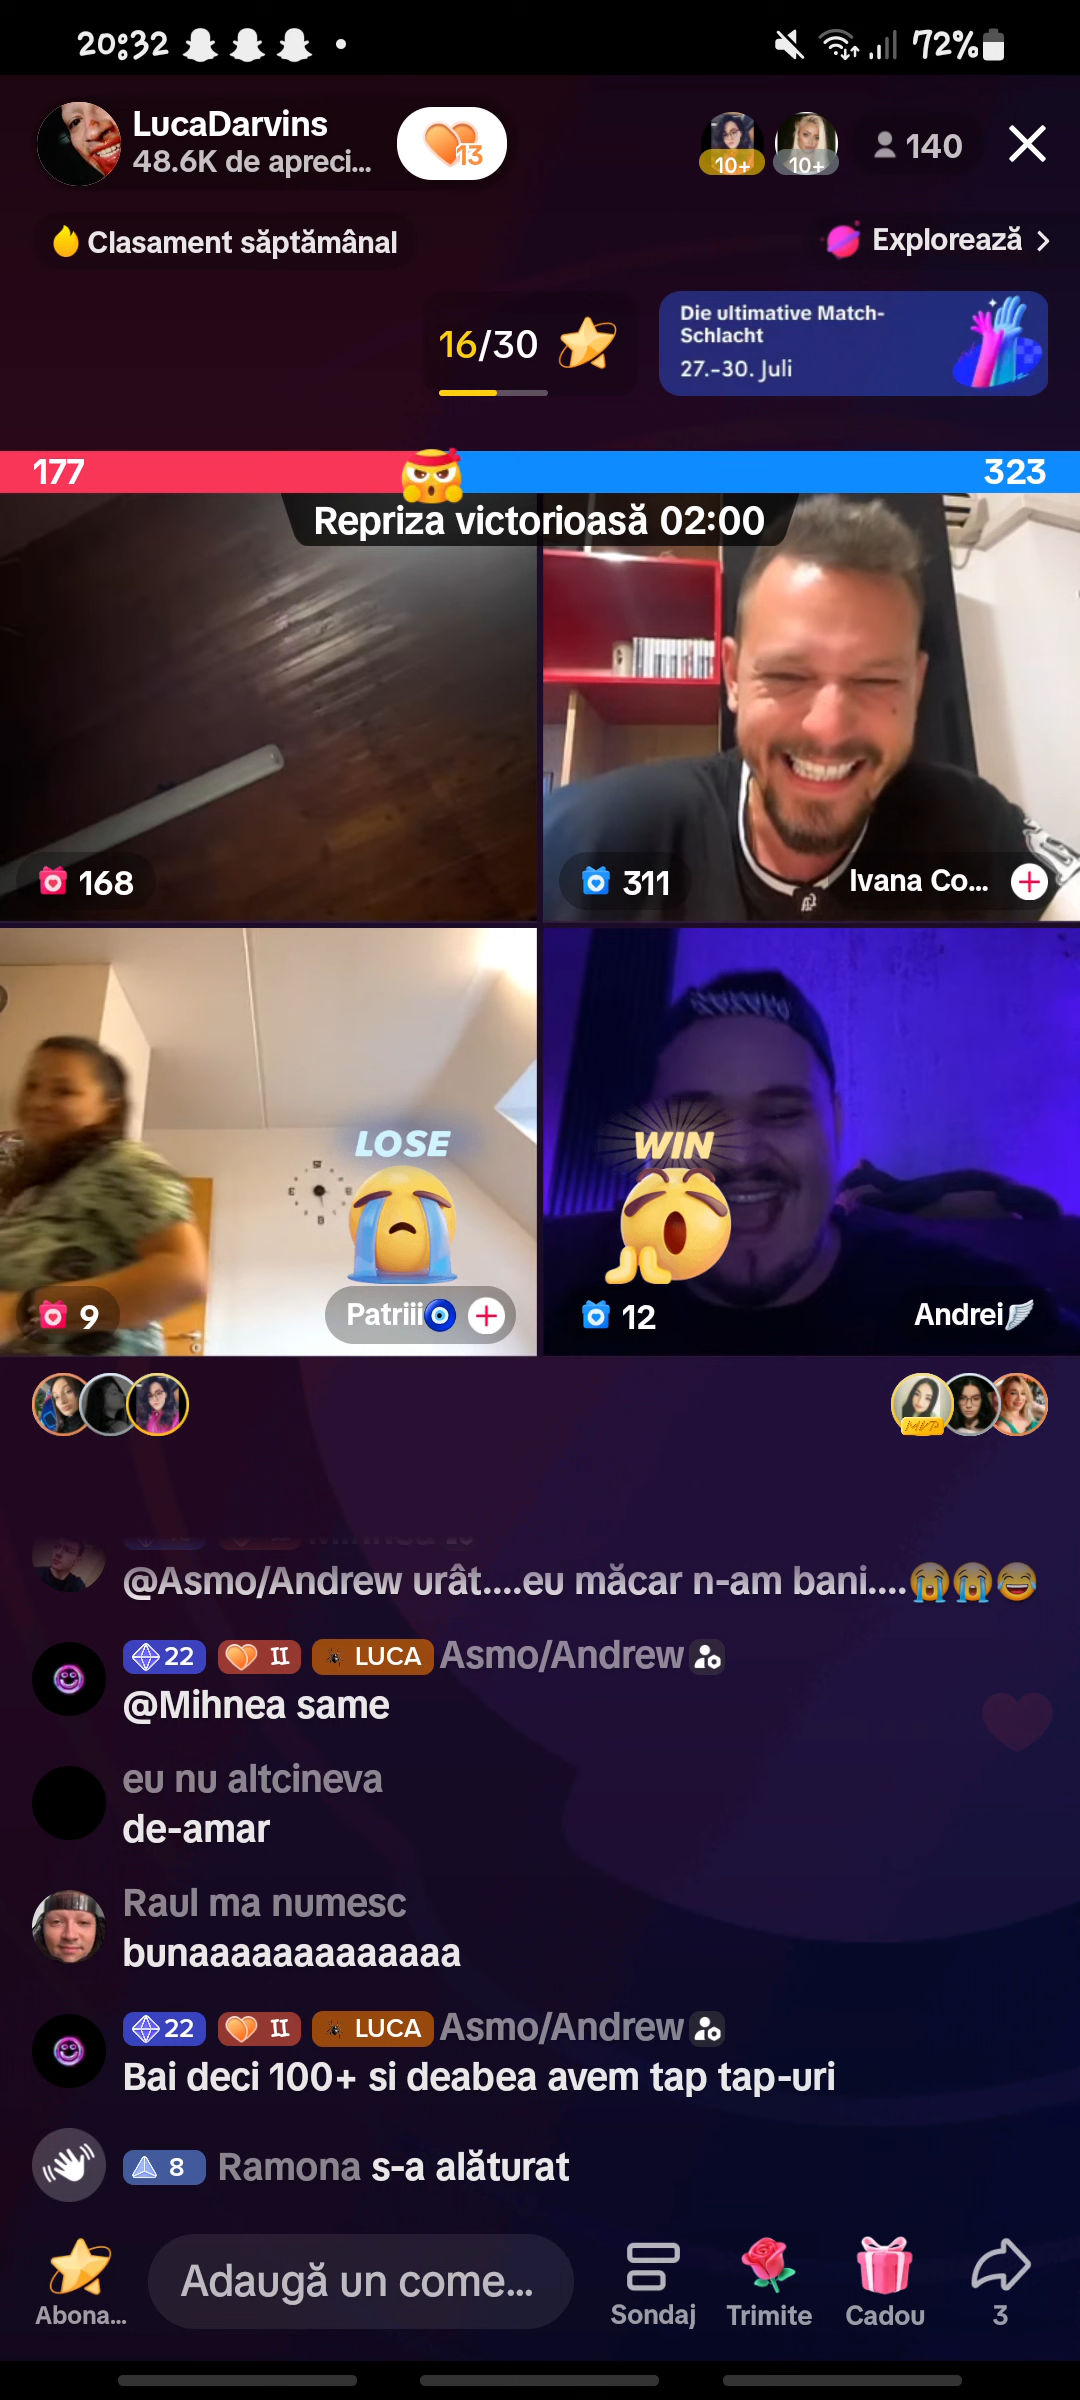 20:32
72%
LucaDarvins
48.6K de apreci...
13
10+
10+
140
Clasament săptămânal
Explorează
16/30
Die ultimative Match-
Schlacht
27.-30. Juli
177
323
Repriza victorioasă 02:00
168
311
Ivana Co...
LOSE
WIN
9
Patriii
12
Andrei
@Asmo/Andrew urât....eu măcar n-am bani....😭😭😂
22 II LUCA Asmo/Andrew
@Mihnea same
eu nu altcineva
de-amar
Raul ma numesc
bunaaaaaaaaaaaaa
22 II LUCA Asmo/Andrew
Bai deci 100+ si deabea avem tap tap-uri
8 Ramona s-a alăturat
Adaugă un come...
Abona...
Sondaj
Trimite
Cadou
3